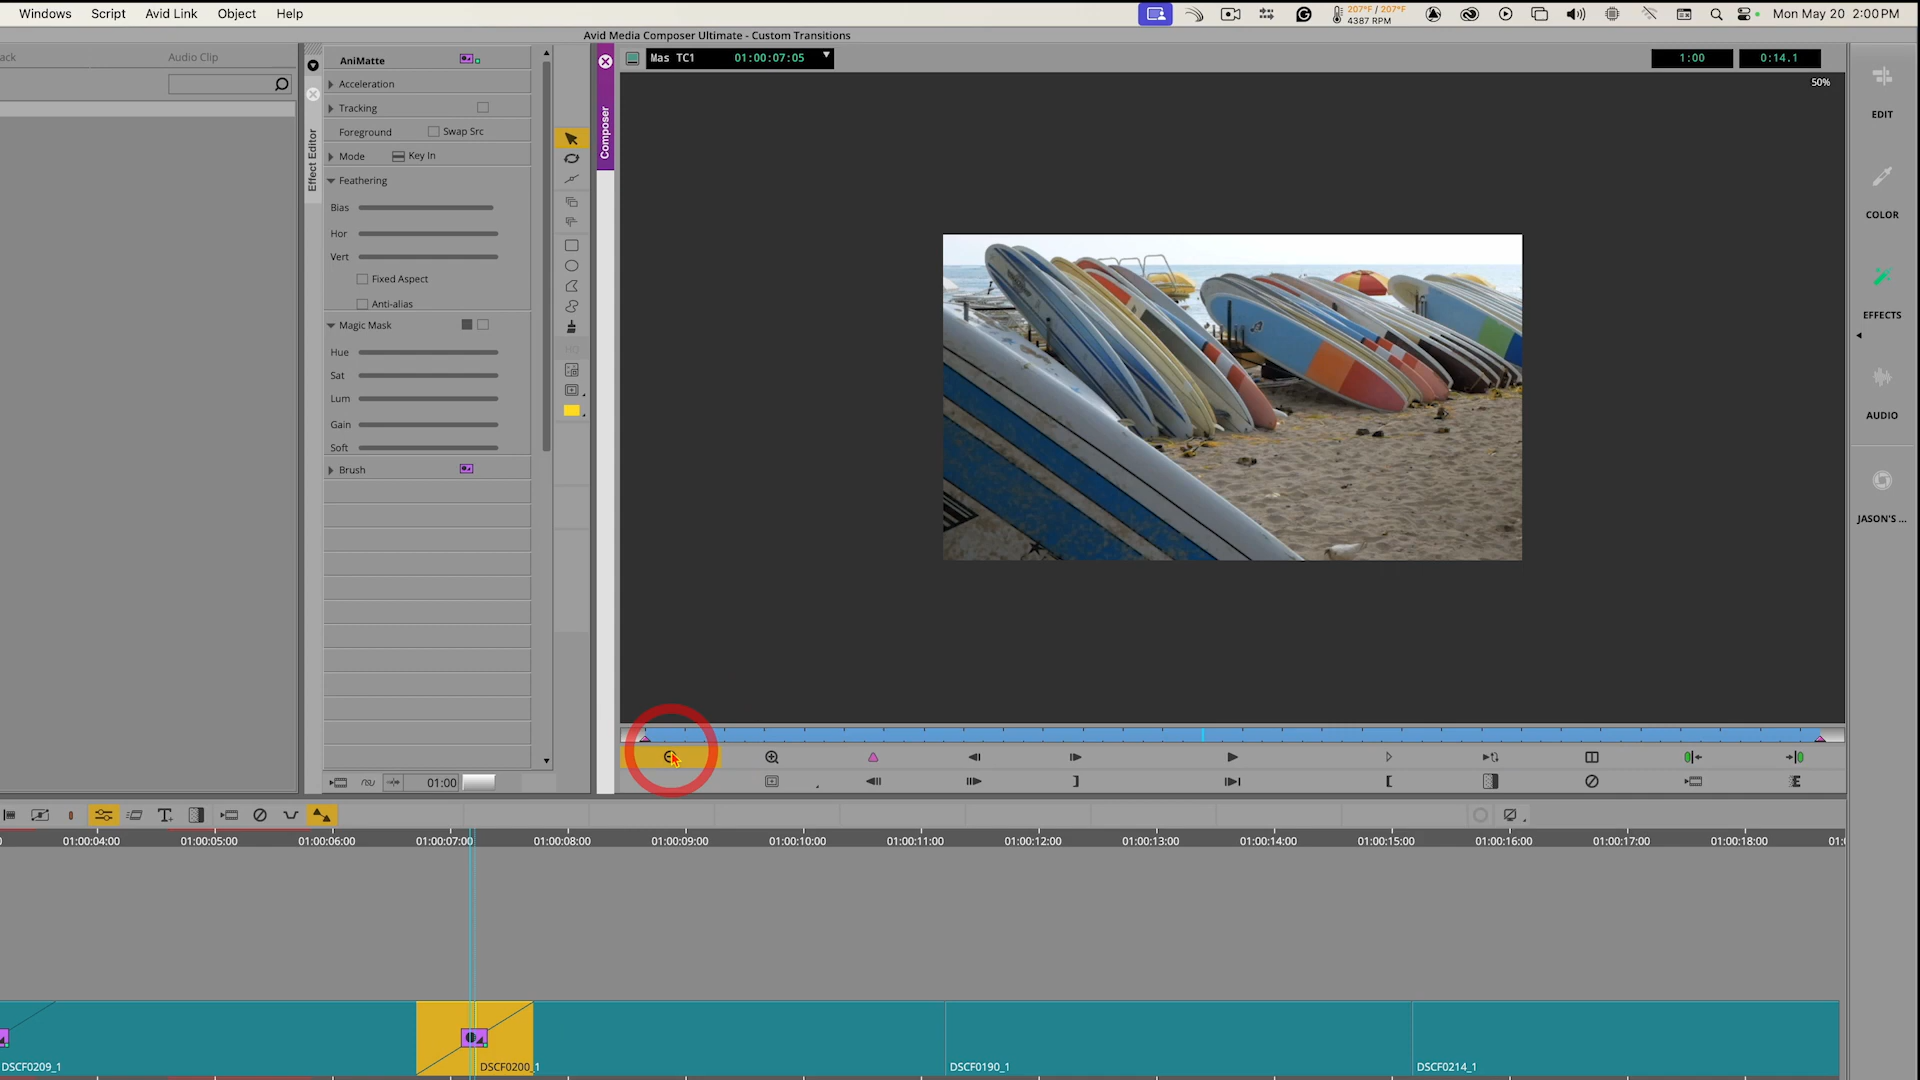 Windows Script Avid Link Object Help
207°F / 207°F
4387 RPM
Mon May 20 2:00 PM
Avid Media Composer Ultimate - Custom Transitions
ack
Audio Clip
AniMatte
Acceleration
Tracking
Foreground
Swap Src
Mode
Key In
Feathering
Bias
Hor
Vert
Fixed Aspect
Anti-alias
Magic Mask
Hue
Sat
Lum
Gain
Soft
Brush
01:00
Effect Editor
Composer
HQ
Mas TC1 01:00:07:05
1:00
0:14.1
50%
EDIT
COLOR
EFFECTS
AUDIO
JASON'S ...
01:00:04:00 01:00:05:00 01:00:06:00 01:00:07:00 01:00:08:00 01:00:09:00 01:00:10:00 01:00:11:00 01:00:12:00 01:00:13:00 01:00:14:00 01:00:15:00 01:00:16:00 01:00:17:00 01:00:18:00 01:
DSCF0209_1
DSCF0200_1
DSCF0190_1
DSCF0214_1